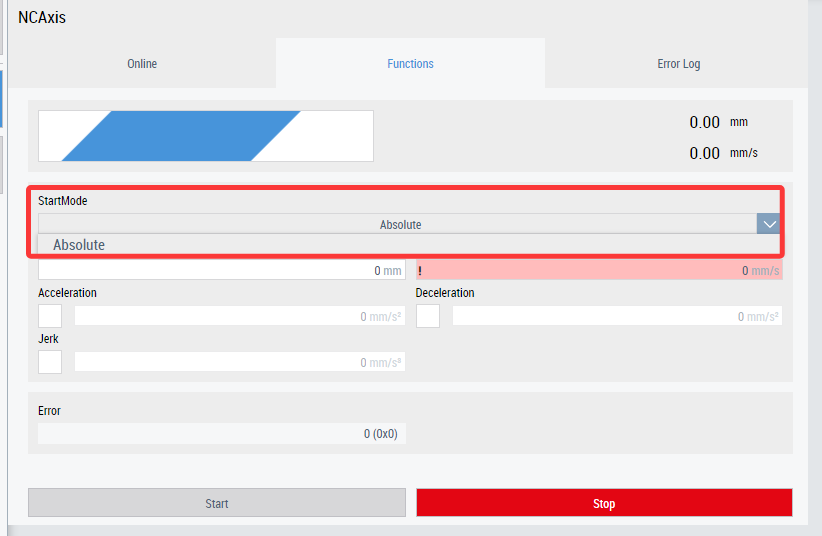 NCAxis
Online Functions Error Log
0.00 mm
0.00 mm/s
StartMode
Absolute
Absolute
0 mm ! 0 mm/s
Acceleration Deceleration
0 mm/s² 0 mm/s²
Jerk
0 mm/s³
Error
0 (0x0)
Start Stop